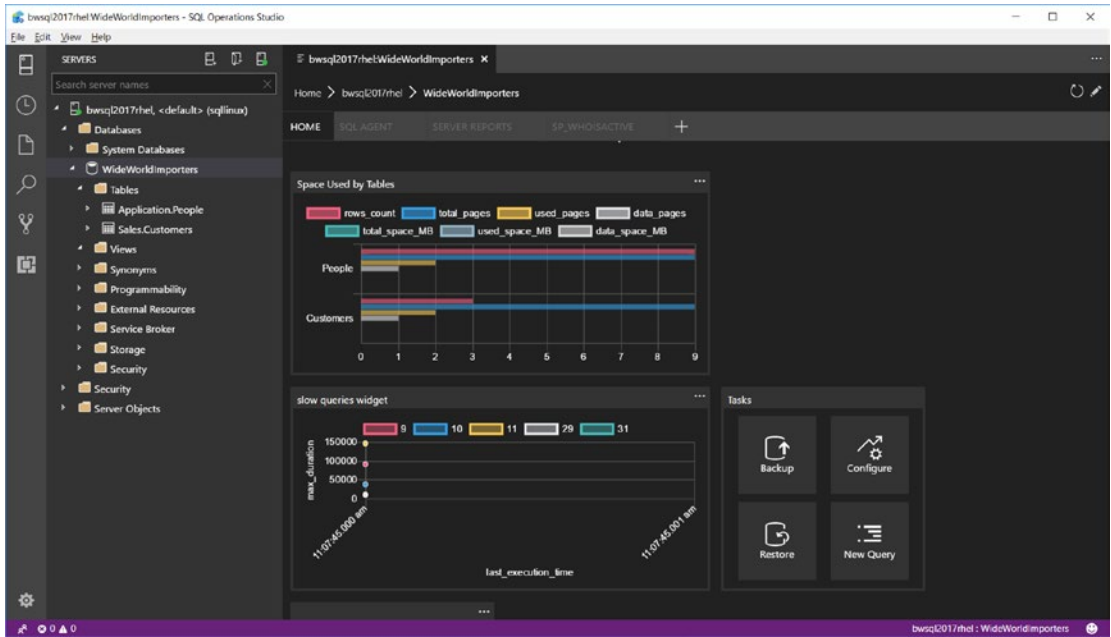 bwsql2017rhel:WideWorldImporters - SQL Operations Studio
File Edit View Help
SERVERS
Search server names
bwsql2017rhel, <default> (sqllinux)
Databases
System Databases
WideWorldImporters
Tables
Application.People
Sales.Customers
Views
Synonyms
Programmability
External Resources
Service Broker
Storage
Security
Security
Server Objects
bwsql2017rhel:WideWorldImporters
Home > bwsql2017rhel > WideWorldImporters
HOME SQL AGENT SERVER REPORTS SP_WHOISACTIVE +
Space Used by Tables
rows_count total_pages used_pages data_pages
total_space_MB used_space_MB data_space_MB
People
Customers
0 1 2 3 4 5 6 7 8 9
slow queries widget
9 10 11 29 31
max_duration
150000
100000
50000
0
11:07:45.000 am
11:07:45.001 am
last_execution_time
Tasks
Backup
Configure
Restore
New Query
0 0
bwsql2017rhel : WideWorldImporters